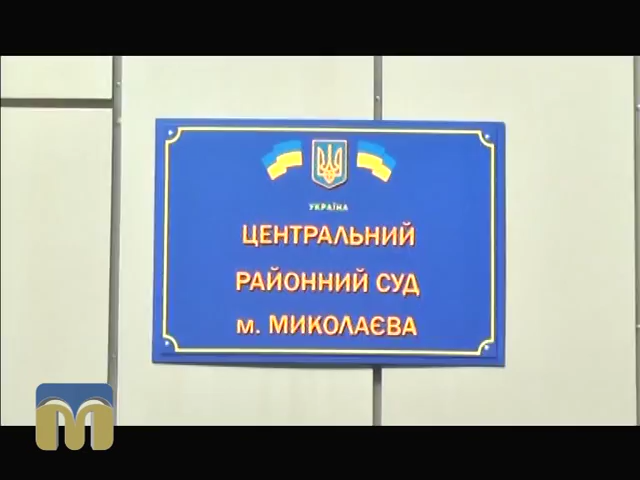 УКРАЇНА
ЦЕНТРАЛЬНИЙ
РАЙОННИЙ СУД
м. МИКОЛАЄВА
М